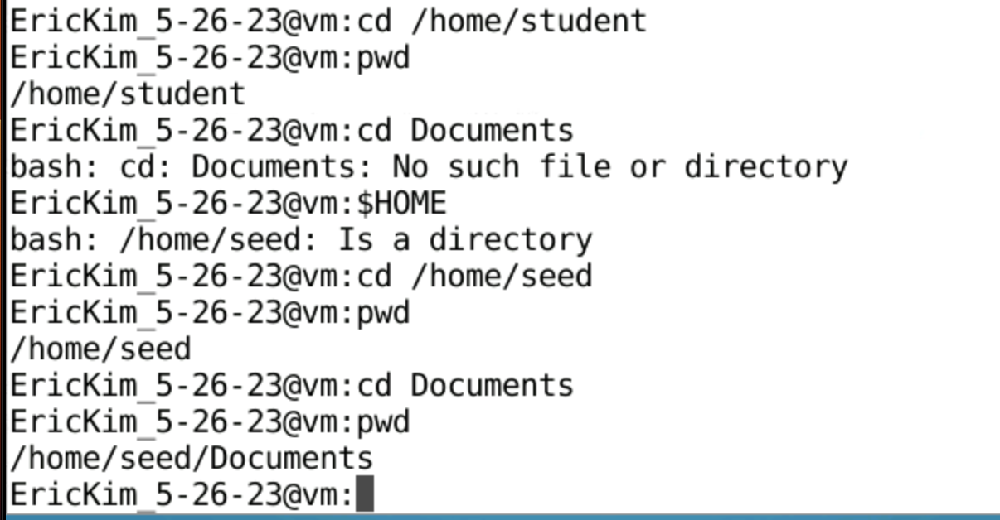 EricKim_5-26-23@vm:cd /home/student
EricKim_5-26-23@vm:pwd
/home/student
EricKim_5-26-23@vm:cd Documents
bash: cd: Documents: No such file or directory
EricKim_5-26-23@vm:$HOME
bash: /home/seed: Is a directory
EricKim_5-26-23@vm:cd /home/seed
EricKim_5-26-23@vm:pwd
/home/seed
EricKim_5-26-23@vm:cd Documents
EricKim_5-26-23@vm:pwd
/home/seed/Documents
EricKim_5-26-23@vm: